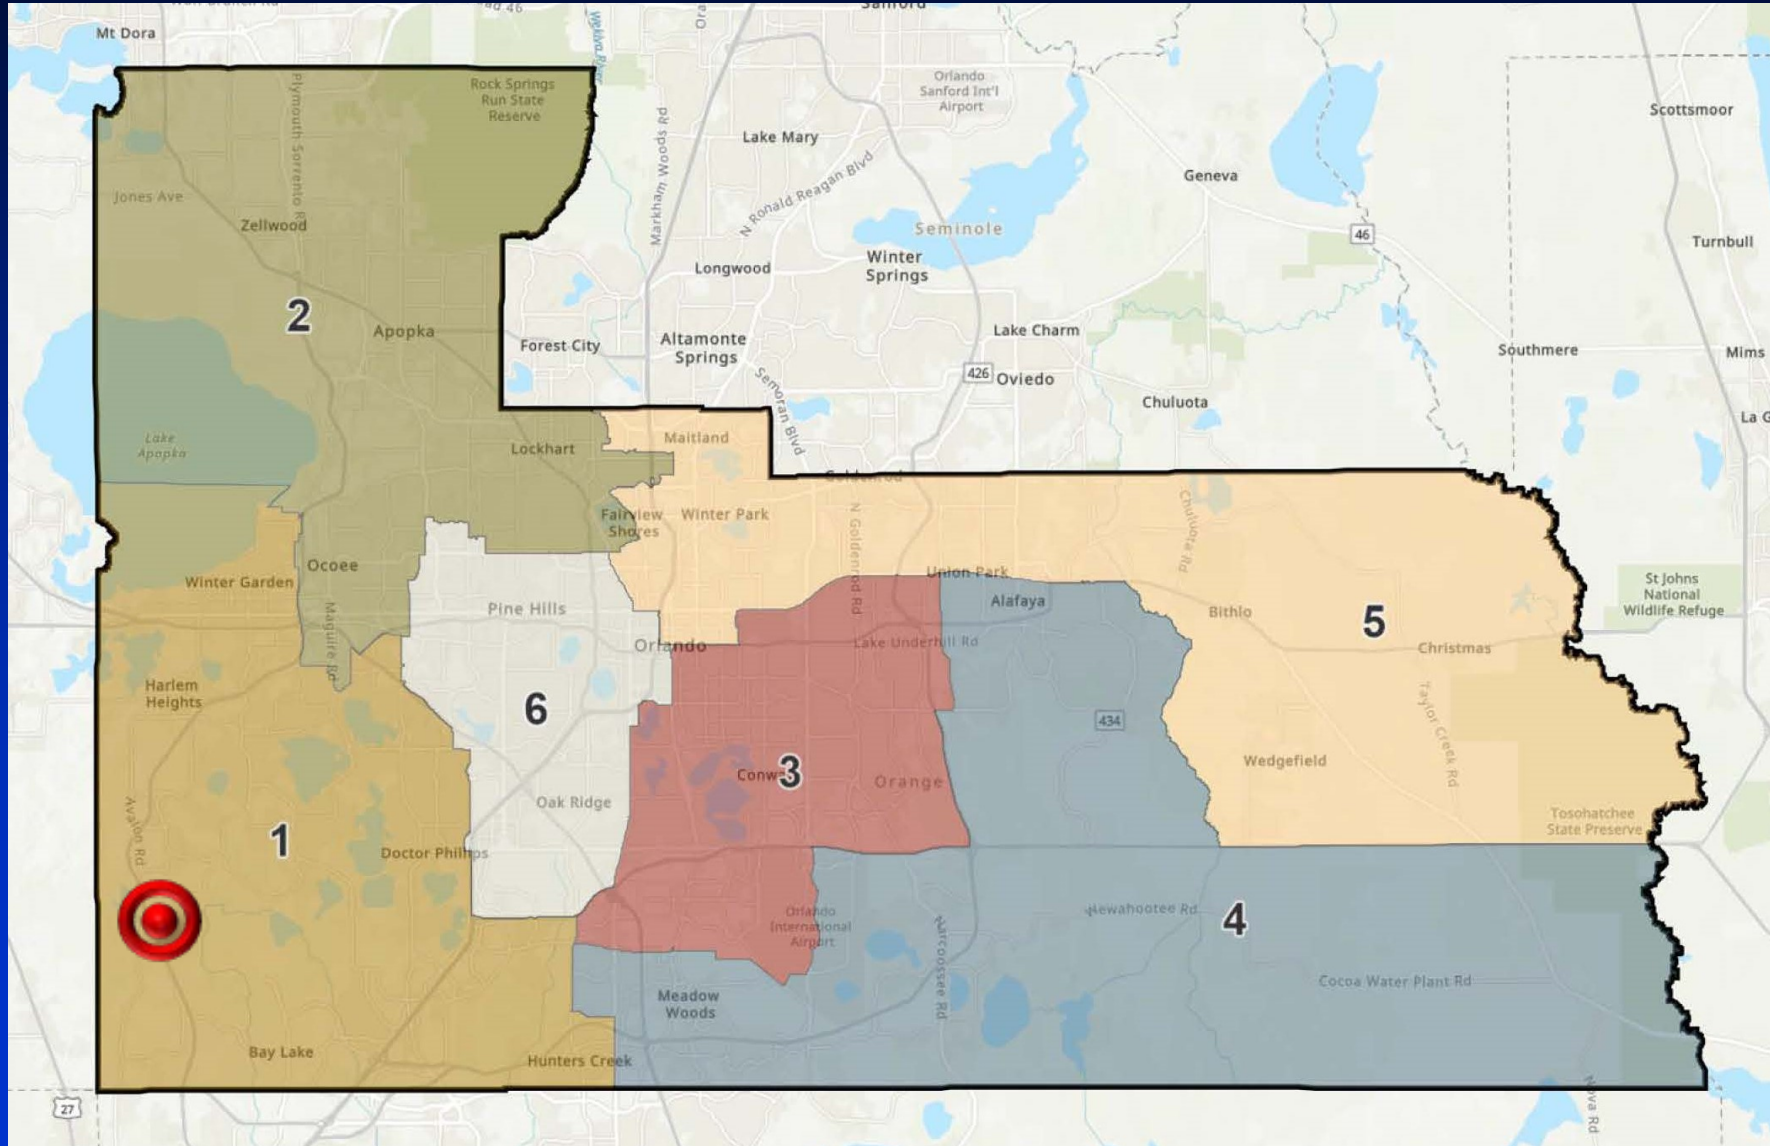 Sanford
Mt Dora
Wekiva River
Rock Springs
Run State
Reserve
Plymouth Sorrento Rd
Orlando
Sanford Int'l
Airport
Scottsmoor
Markham Woods Rd
Lake Mary
N Ronald Reagan Blvd
Geneva
Jones Ave
Zellwood
Seminole
46
Turnbull
Longwood
Winter
Springs
2
Apopka
Forest City
Altamonte
Springs
Lake Charm
Southmere
Mims
426
Oviedo
Semoran Blvd
Chuluota
Lake
Apopka
Lockhart
Maitland
Goldenrod
Fairview
Shores
Winter Park
N Goldenrod Rd
Chuluota Rd
Ocoee
Winter Garden
Union Park
St Johns
National
Wildlife Refuge
Pine Hills
Alafaya
Bithlo
5
Maguire Rd
Orlando
Lake Underhill Rd
Christmas
Harlem
Heights
6
434
Taylor Creek Rd
3
Orange
Wedgefield
Oak Ridge
Avalon Rd
1
Doctor Phillips
Tosohatchee
State Preserve
Orlando
International
Airport
Narcoossee Rd
Newahootee Rd
4
Cocoa Water Plant Rd
Meadow
Woods
Bay Lake
Hunters Creek
27
Nova Rd